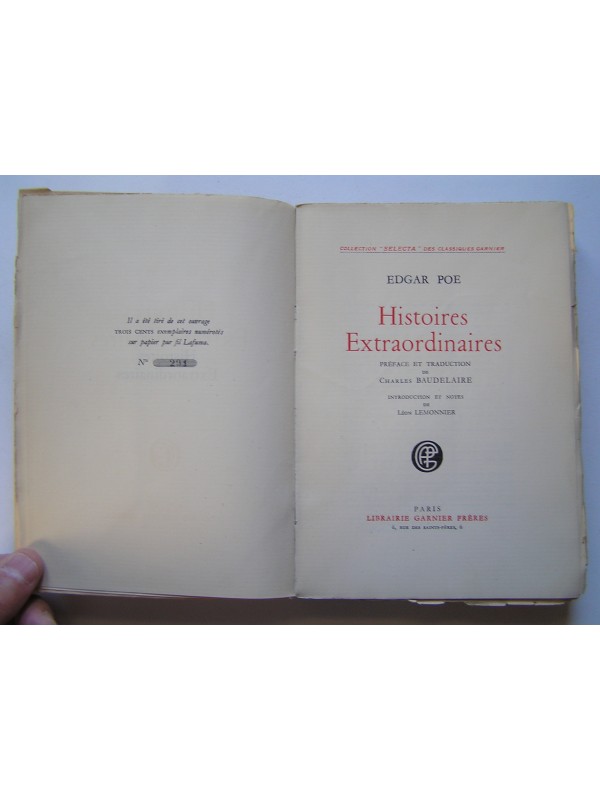 Il a été tiré de cet ouvrage
TROIS CENTS exemplaires numérotés
sur papier pur fil Lafuma.
N° 231
COLLECTION "SELECTA" DES CLASSIQUES GARNIER
EDGAR POE
Histoires
Extraordinaires
PRÉFACE ET TRADUCTION
DE
CHARLES BAUDELAIRE
INTRODUCTION ET NOTES
DE
LÉON LEMONNIER
PARIS
LIBRAIRIE GARNIER FRÈRES
6, RUE DES SAINTS-PÈRES, 6